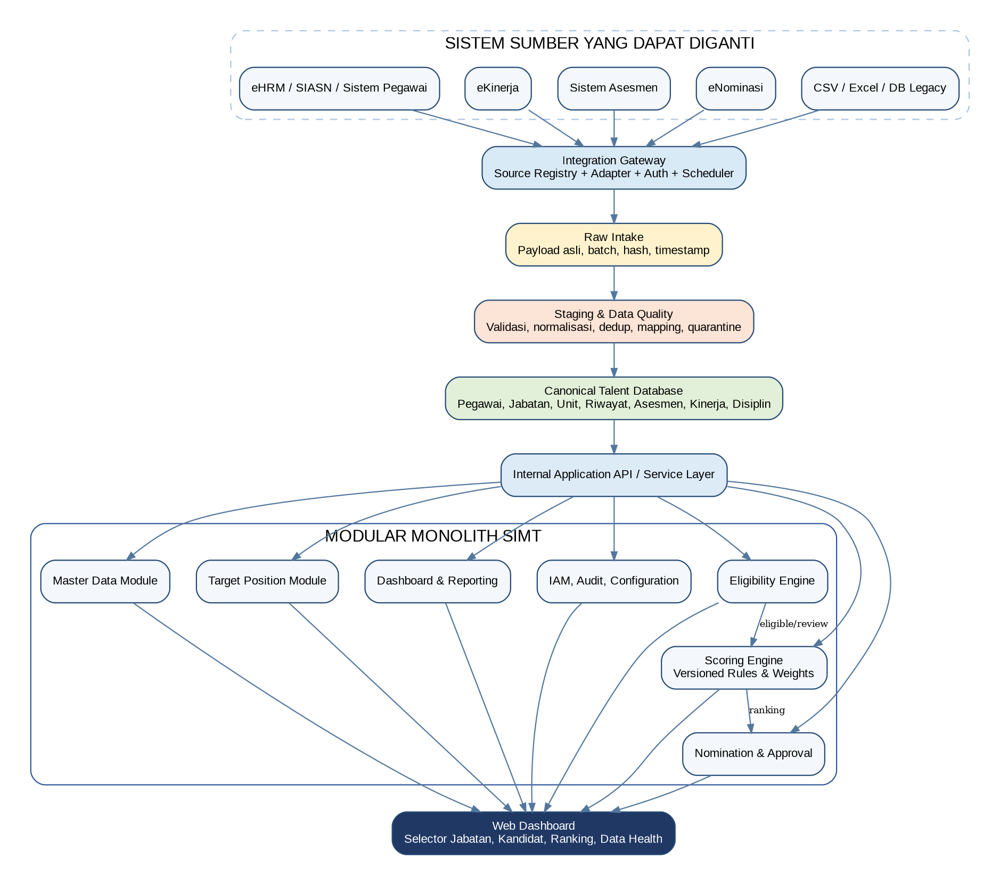 SISTEM SUMBER YANG DAPAT DIGANTI
eHRM / SIASN / Sistem Pegawai
eKinerja
Sistem Asesmen
eNominasi
CSV / Excel / DB Legacy
Integration Gateway
Source Registry + Adapter + Auth + Scheduler
Raw Intake
Payload asli, batch, hash, timestamp
Staging & Data Quality
Validasi, normalisasi, dedup, mapping, quarantine
Canonical Talent Database
Pegawai, Jabatan, Unit, Riwayat, Asesmen, Kinerja, Disiplin
Internal Application API / Service Layer
MODULAR MONOLITH SIMT
Master Data Module
Target Position Module
Dashboard & Reporting
IAM, Audit, Configuration
Eligibility Engine
eligible/review
Scoring Engine
Versioned Rules & Weights
ranking
Nomination & Approval
Web Dashboard
Selector Jabatan, Kandidat, Ranking, Data Health